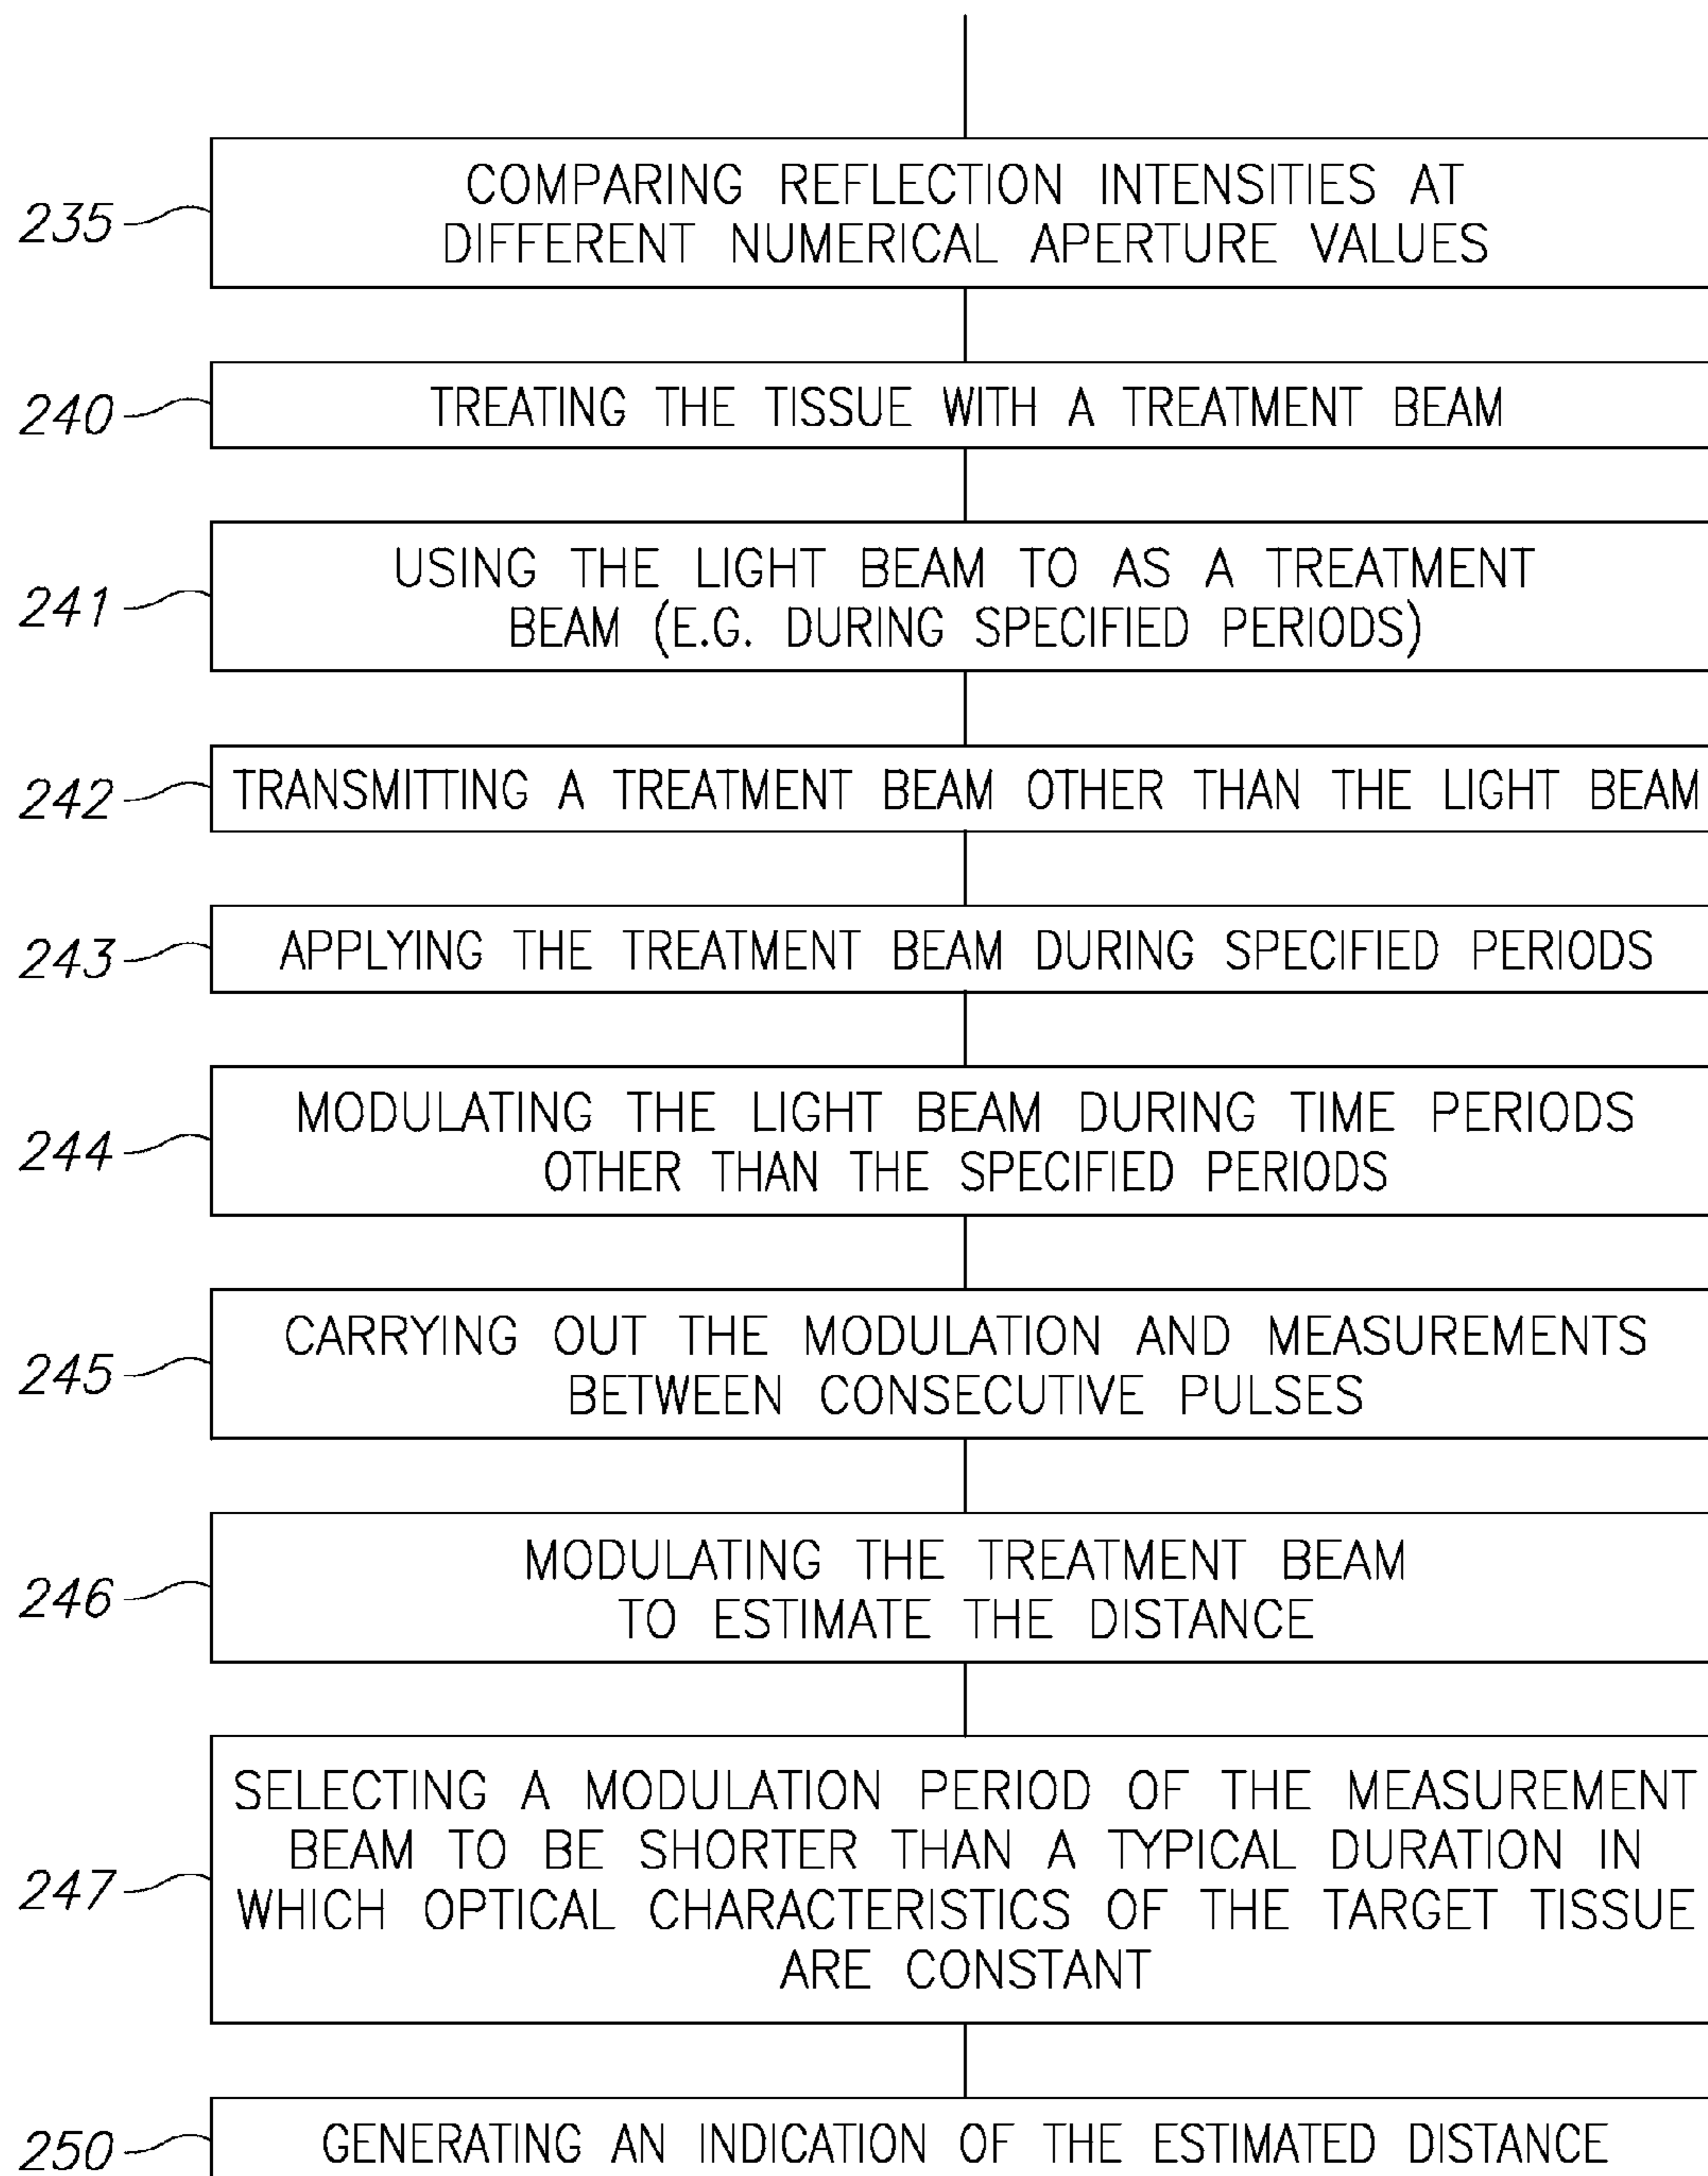 COMPARING REFLECTION INTENSITIES AT
235
DIFFERENT NUMERICAL APERTURE VALUES
240
TREATING THE TISSUE WITH A TREATMENT BEAM
USING THE LIGHT BEAM TO AS A TREATMENT
241
BEAM (E.G. DURING SPECIFIED PERIODS)
242
TRANSMITTING A TREATMENT BEAM OTHER THAN THE LIGHT BEAM
243
APPLYING THE TREATMENT BEAM DURING SPECIFIED PERIODS
MODULATING THE LIGHT BEAM DURING TIME PERIODS
244
OTHER THAN THE SPECIFIED PERIODS
CARRYING OUT THE MODULATION AND MEASUREMENTS
245
BETWEEN CONSECUTIVE PULSES
MODULATING THE TREATMENT BEAM
246
TO ESTIMATE THE DISTANCE
SELECTING A MODULATION PERIOD OF THE MEASUREMENT
BEAM TO BE SHORTER THAN A TYPICAL DURATION IN
247
WHICH OPTICAL CHARACTERISTICS OF THE TARGET TISSUE
ARE CONSTANT
250
GENERATING AN INDICATION OF THE ESTIMATED DISTANCE